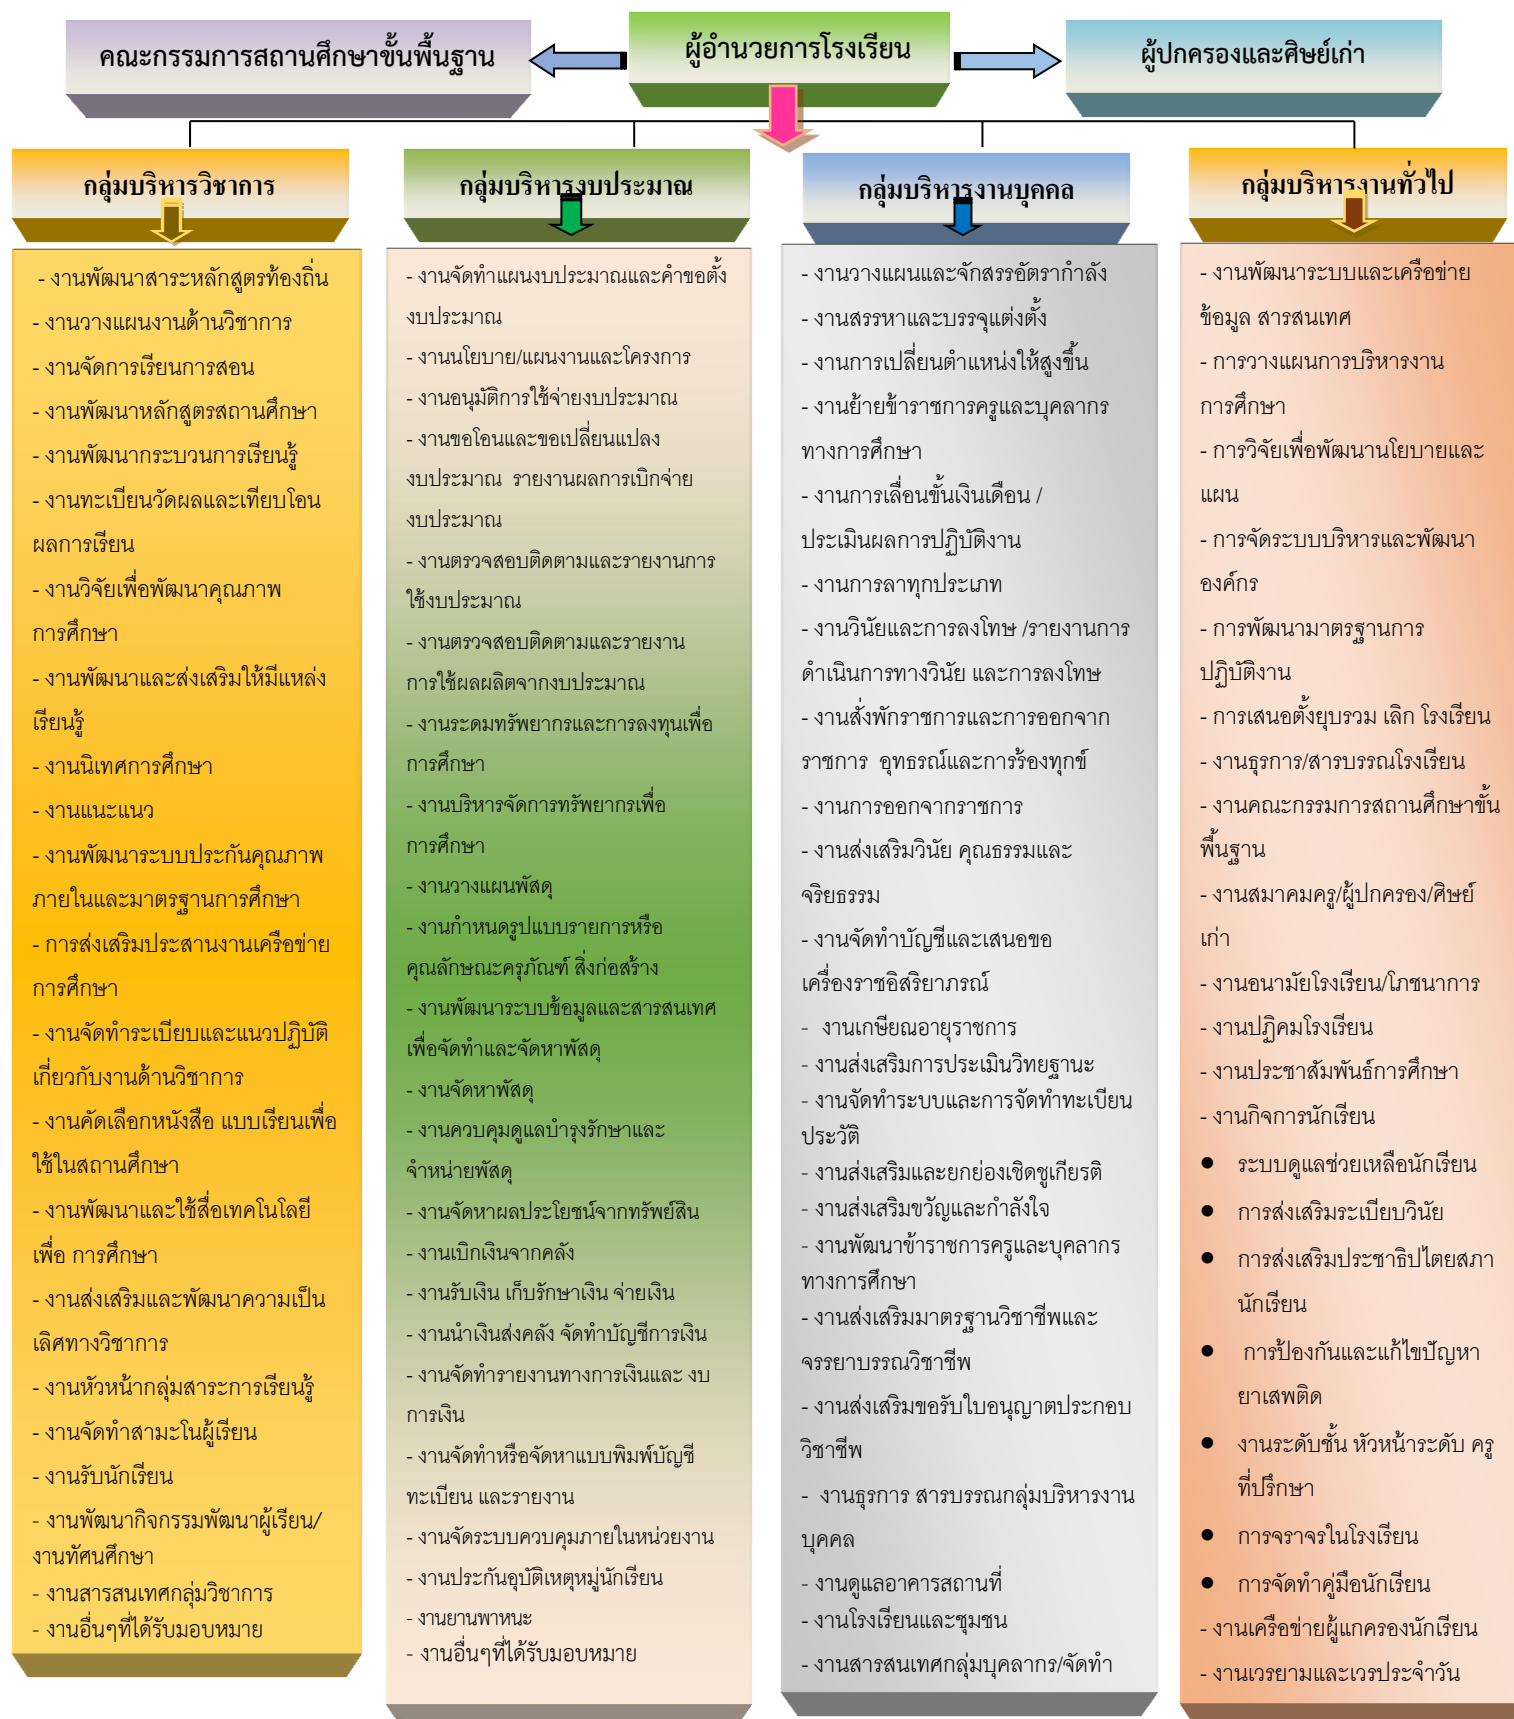 คณะกรรมการสถานศึกษาขั้นพื้นฐาน
ผู้อำนวยการโรงเรียน
ผู้ปกครองและศิษย์เก่า
กลุ่มบริหารวิชาการ
- งานพัฒนาสาระหลักสูตรท้องถิ่น
- งานวางแผนงานด้านวิชาการ
- งานจัดการเรียนการสอน
- งานพัฒนาหลักสูตรสถานศึกษา
- งานพัฒนากระบวนการเรียนรู้
- งานทะเบียนวัดผลและเทียบโอน
ผลการเรียน
- งานวิจัยเพื่อพัฒนาคุณภาพ
การศึกษา
- งานพัฒนาและส่งเสริมให้มีแหล่ง
เรียนรู้
- งานนิเทศการศึกษา
- งานแนะแนว
- งานพัฒนาระบบประกันคุณภาพ
ภายในและมาตรฐานการศึกษา
- การส่งเสริมประสานงานเครือข่าย
การศึกษา
- งานจัดทำระเบียบและแนวปฏิบัติ
เกี่ยวกับงานด้านวิชาการ
- งานคัดเลือกหนังสือ แบบเรียนเพื่อ
ใช้ในสถานศึกษา
- งานพัฒนาและใช้สื่อเทคโนโลยี
เพื่อ การศึกษา
- งานส่งเสริมและพัฒนาความเป็น
เลิศทางวิชาการ
- งานหัวหน้ากลุ่มสาระการเรียนรู้
- งานจัดทำสามะโนผู้เรียน
- งานรับนักเรียน
- งานพัฒนากิจกรรมพัฒนาผู้เรียน/
งานทัศนศึกษา
- งานสารสนเทศกลุ่มวิชาการ
- งานอื่นๆที่ได้รับมอบหมาย
กลุ่มบริหารงบประมาณ
- งานจัดทำแผนงบประมาณและคำขอตั้ง
งบประมาณ
- งานนโยบาย/แผนงานและโครงการ
- งานอนุมัติการใช้จ่ายงบประมาณ
- งานขอโอนและขอเปลี่ยนแปลง
งบประมาณ รายงานผลการเบิกจ่าย
งบประมาณ
- งานตรวจสอบติดตามและรายงานการ
ใช้งบประมาณ
- งานตรวจสอบติดตามและรายงาน
การใช้ผลผลิตจากงบประมาณ
- งานระดมทรัพยากรและการลงทุนเพื่อ
การศึกษา
- งานบริหารจัดการทรัพยากรเพื่อ
การศึกษา
- งานวางแผนพัสดุ
- งานกำหนดรูปแบบรายการหรือ
คุณลักษณะครุภัณฑ์ สิ่งก่อสร้าง
- งานพัฒนาระบบข้อมูลและสารสนเทศ
เพื่อจัดทำและจัดหาพัสดุ
- งานจัดหาพัสดุ
- งานควบคุมดูแลบำรุงรักษาและ
จำหน่ายพัสดุ
- งานจัดหาผลประโยชน์จากทรัพย์สิน
- งานเบิกเงินจากคลัง
- งานรับเงิน เก็บรักษาเงิน จ่ายเงิน
- งานนำเงินส่งคลัง จัดทำบัญชีการเงิน
- งานจัดทำรายงานทางการเงินและ งบ
การเงิน
- งานจัดทำหรือจัดหาแบบพิมพ์บัญชี
ทะเบียน และรายงาน
- งานจัดระบบควบคุมภายในหน่วยงาน
- งานประกันอุบัติเหตุหมู่นักเรียน
- งานยานพาหนะ
- งานอื่นๆที่ได้รับมอบหมาย
กลุ่มบริหารงานบุคคล
- งานวางแผนและจักสรรอัตรากำลัง
- งานสรรหาและบรรจุแต่งตั้ง
- งานการเปลี่ยนตำแหน่งให้สูงขึ้น
- งานย้ายข้าราชการครูและบุคลากร
ทางการศึกษา
- งานการเลื่อนขั้นเงินเดือน /
ประเมินผลการปฏิบัติงาน
- งานการลาทุกประเภท
- งานวินัยและการลงโทษ /รายงานการ
ดำเนินการทางวินัย และการลงโทษ
- งานสั่งพักราชการและการออกจาก
ราชการ อุทธรณ์และการร้องทุกข์
- งานการออกจากราชการ
- งานส่งเสริมวินัย คุณธรรมและ
จริยธรรม
- งานจัดทำบัญชีและเสนอขอ
เครื่องราชอิสริยาภรณ์
- งานเกษียณอายุราชการ
- งานส่งเสริมการประเมินวิทยฐานะ
- งานจัดทำระบบและการจัดทำทะเบียน
ประวัติ
- งานส่งเสริมและยกย่องเชิดชูเกียรติ
- งานส่งเสริมขวัญและกำลังใจ
- งานพัฒนาข้าราชการครูและบุคลากร
ทางการศึกษา
- งานส่งเสริมมาตรฐานวิชาชีพและ
จรรยาบรรณวิชาชีพ
- งานส่งเสริมขอรับใบอนุญาตประกอบ
วิชาชีพ
- งานธุรการ สารบรรณกลุ่มบริหารงาน
บุคคล
- งานดูแลอาคารสถานที่
- งานโรงเรียนและชุมชน
- งานสารสนเทศกลุ่มบุคลากร/จัดทำ
กลุ่มบริหารงานทั่วไป
- งานพัฒนาระบบและเครือข่าย
ข้อมูล สารสนเทศ
- การวางแผนการบริหารงาน
การศึกษา
- การวิจัยเพื่อพัฒนานโยบายและ
แผน
- การจัดระบบบริหารและพัฒนา
องค์กร
- การพัฒนามาตรฐานการ
ปฏิบัติงาน
- การเสนอตั้งยุบรวม เลิก โรงเรียน
- งานธุรการ/สารบรรณโรงเรียน
- งานคณะกรรมการสถานศึกษาขั้น
พื้นฐาน
- งานสมาคมครู/ผู้ปกครอง/ศิษย์
เก่า
- งานอนามัยโรงเรียน/โภชนาการ
- งานปฏิคมโรงเรียน
- งานประชาสัมพันธ์การศึกษา
- งานกิจการนักเรียน
● ระบบดูแลช่วยเหลือนักเรียน
● การส่งเสริมระเบียบวินัย
● การส่งเสริมประชาธิปไตยสภา
นักเรียน
● การป้องกันและแก้ไขปัญหา
ยาเสพติด
● งานระดับชั้น หัวหน้าระดับ ครู
ที่ปรึกษา
● การจราจรในโรงเรียน
● การจัดทำคู่มือนักเรียน
- งานเครือข่ายผู้แกครองนักเรียน
- งานเวรยามและเวรประจำวัน